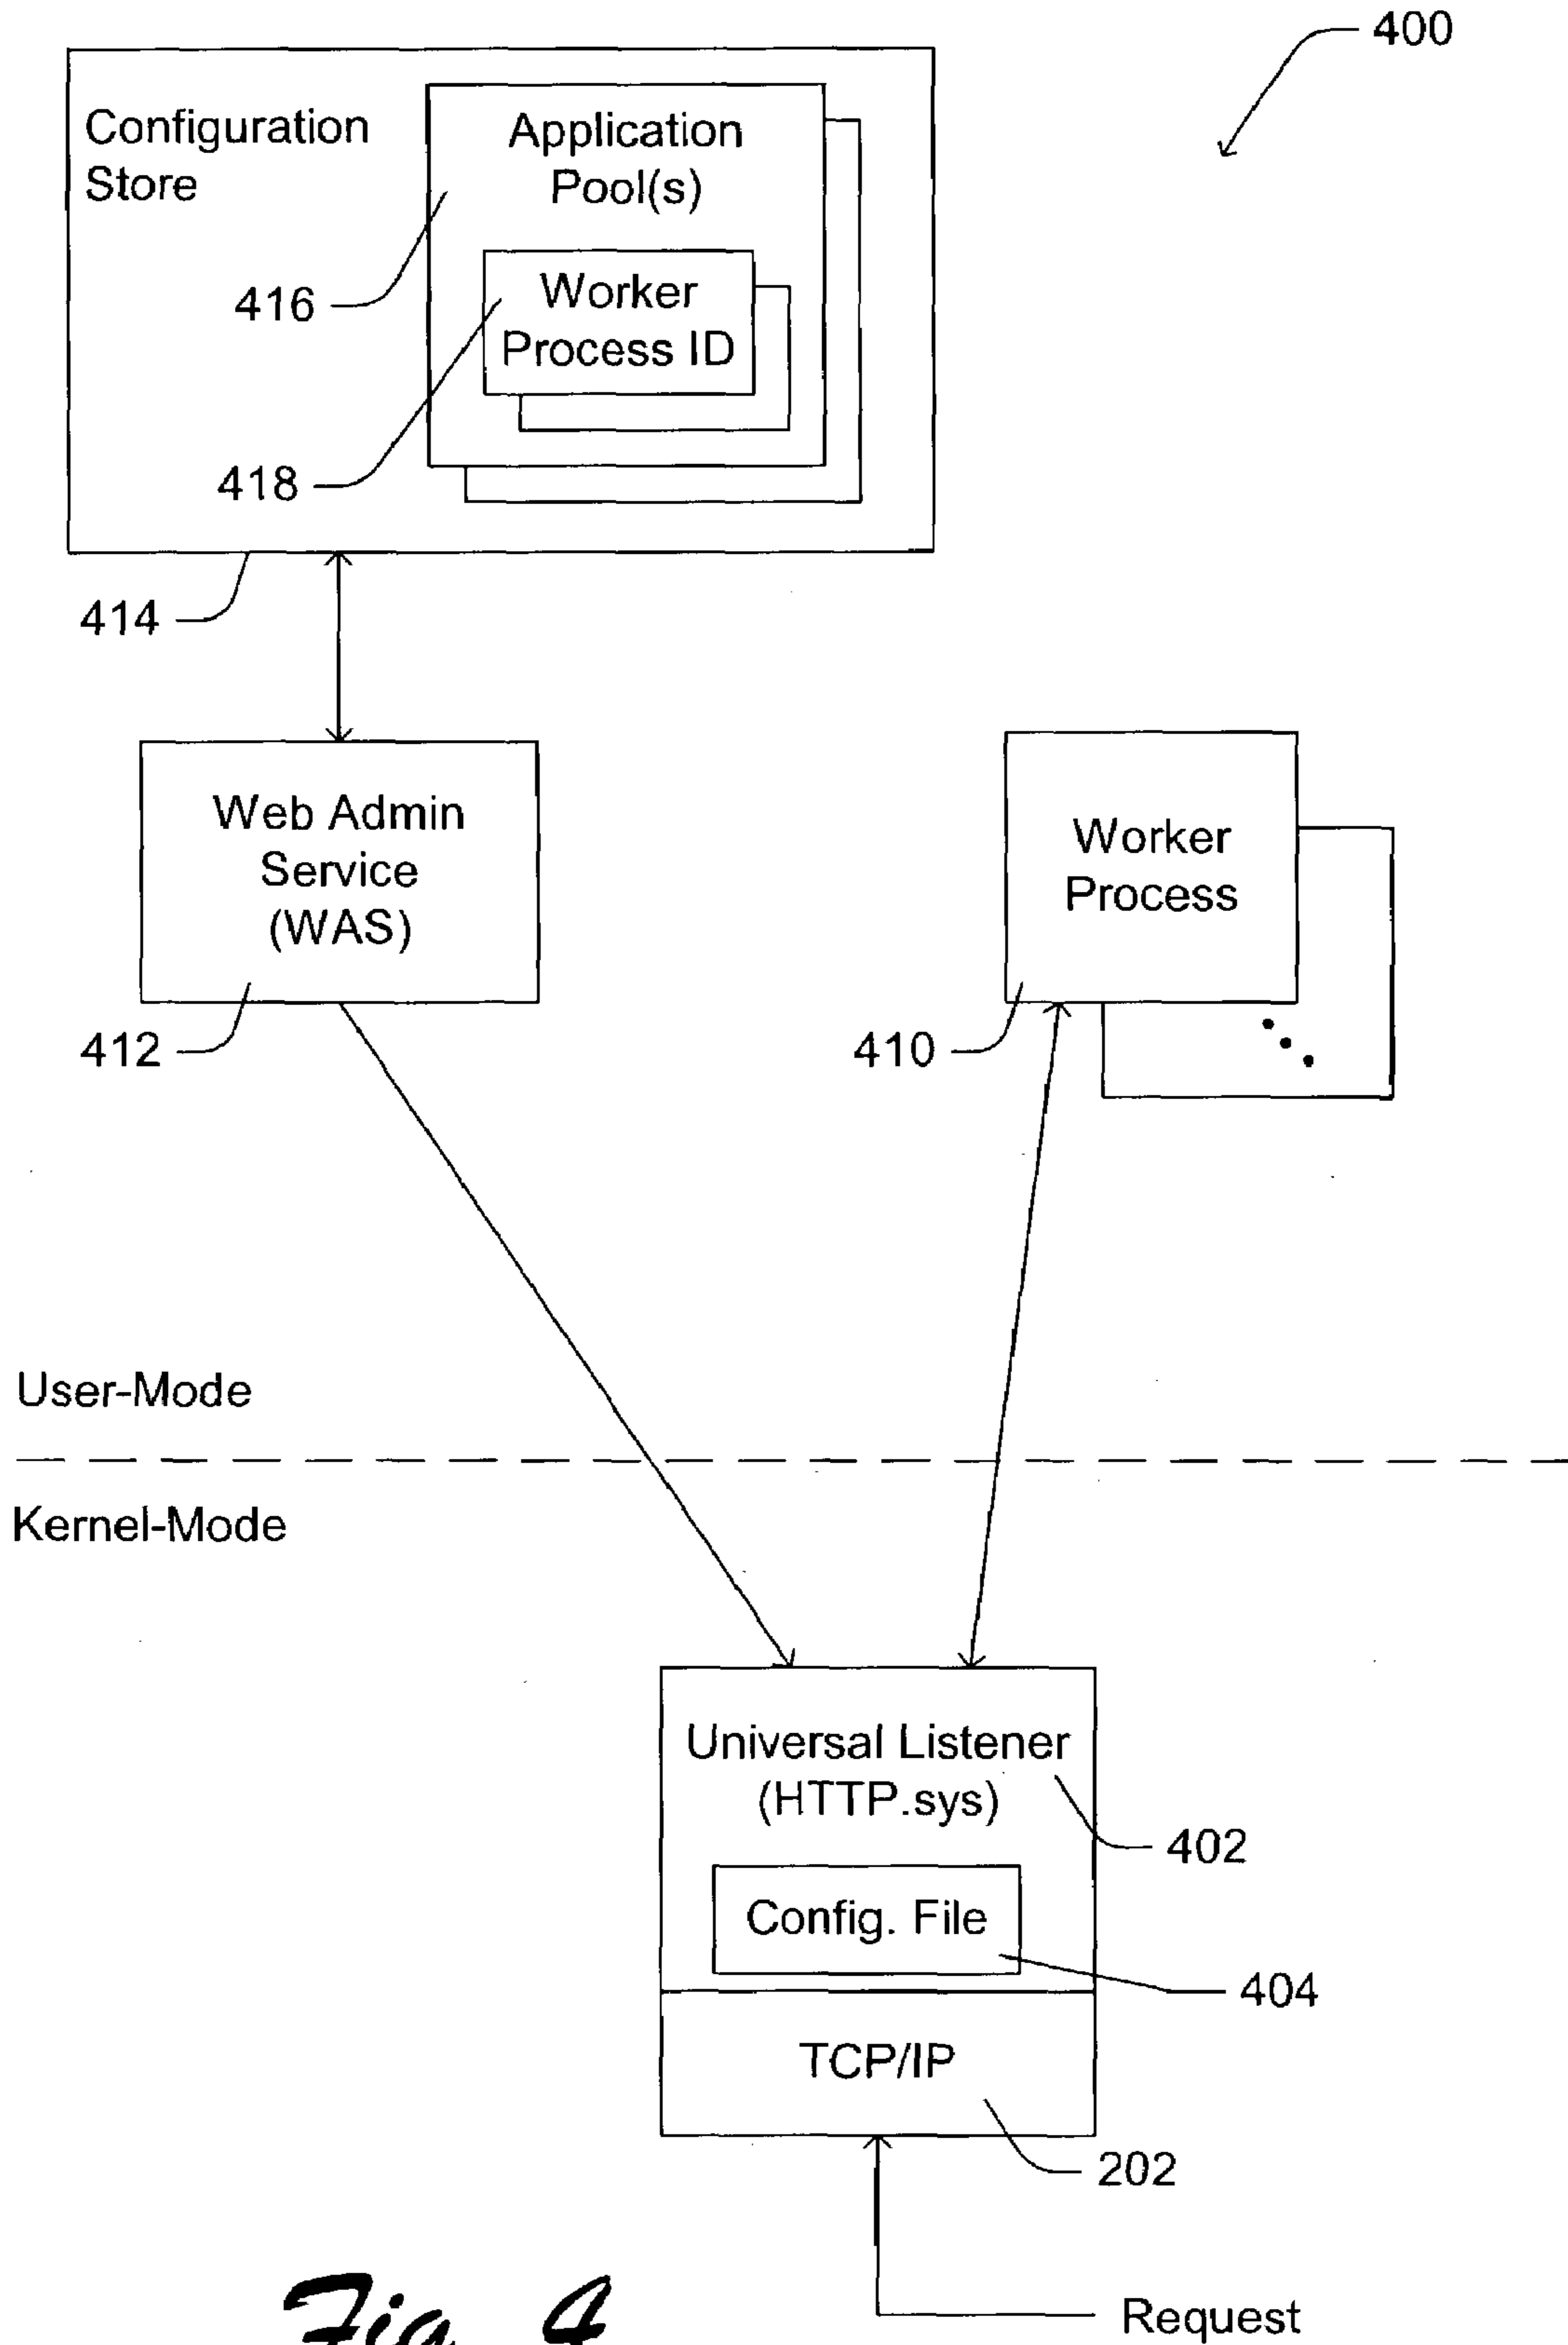 400
Configuration
Store
Application
Pool(s)
416
Worker
Process ID
418
414
Web Admin
Service
(WAS)
412
Worker
Process
410
User-Mode
Kernel-Mode
Universal Listener
(HTTP.sys)
402
Config. File
404
TCP/IP
202
Request
Fig. 4